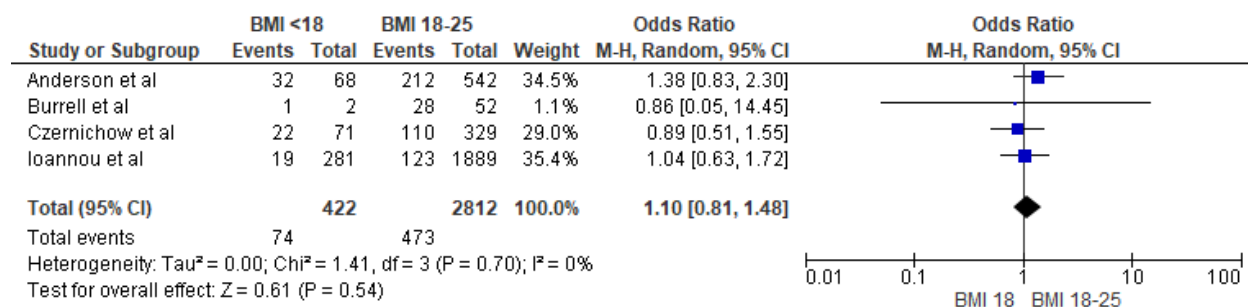 BMI <18 BMI 18-25 Odds Ratio Odds Ratio
Study or Subgroup Events Total Events Total Weight M-H, Random, 95% CI M-H, Random, 95% CI
Anderson et al 32 68 212 542 34.5% 1.38 [0.83, 2.30]
Burrell et al 1 2 28 52 1.1% 0.86 [0.05, 14.45]
Czernichow et al 22 71 110 329 29.0% 0.89 [0.51, 1.55]
Ioannou et al 19 281 123 1889 35.4% 1.04 [0.63, 1.72]
Total (95% CI) 422 2812 100.0% 1.10 [0.81, 1.48]
Total events 74 473
Heterogeneity: Tau² = 0.00; Chi² = 1.41, df = 3 (P = 0.70); I² = 0%
Test for overall effect: Z = 0.61 (P = 0.54)
0.01 0.1 1 10 100
BMI 18 BMI 18-25